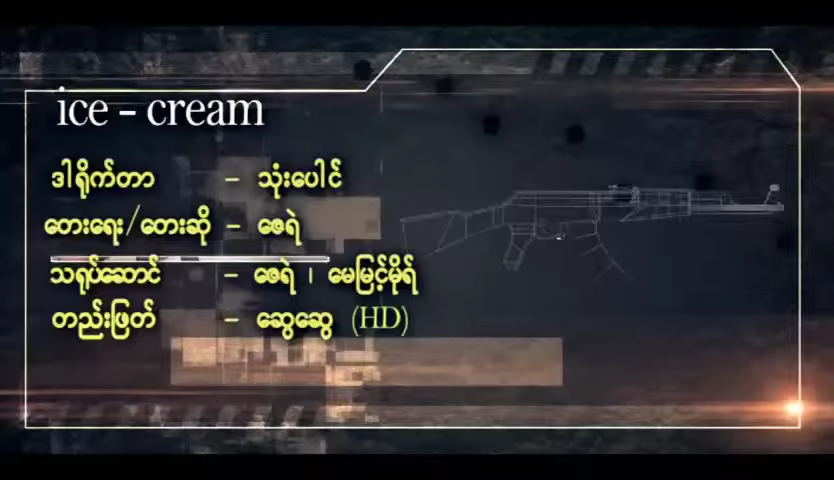 ice - cream
ဒါရိုက်တာ - သုံးပေါင်
တေးရေး/တေးဆို - ဇေရဲ
သရုပ်ဆောင် - ဇေရဲ ၊ မေမြင့်မိုရ်
တည်းဖြတ် - ဆွေဆွေ (HD)